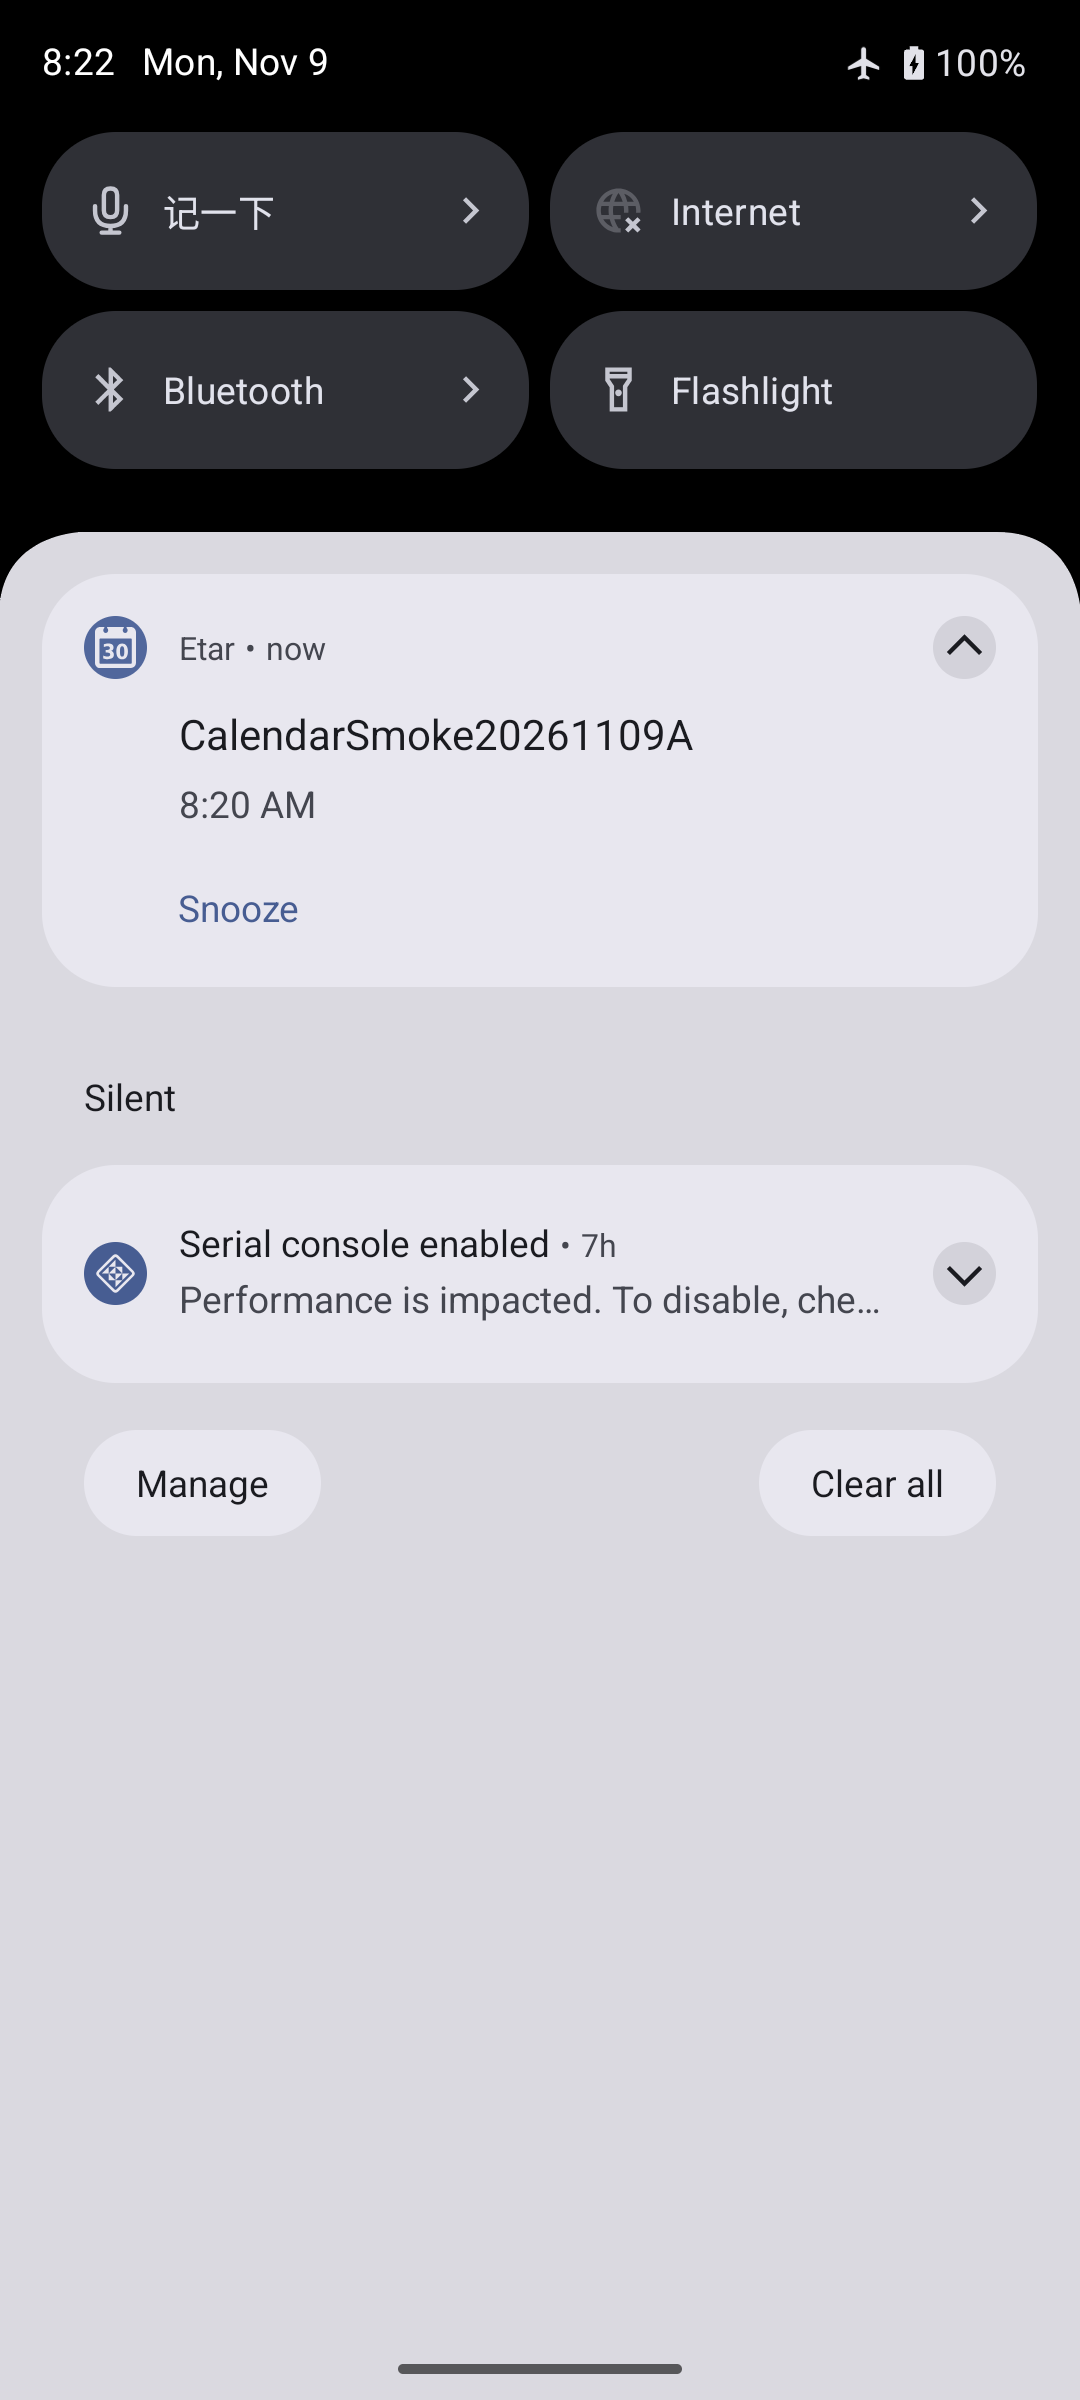 8:22 Mon, Nov 9
100%
记一下
Internet
Bluetooth
Flashlight
30
Etar • now
CalendarSmoke20261109A
8:20 AM
Snooze
Silent
Serial console enabled • 7h
Performance is impacted. To disable, che…
Manage
Clear all